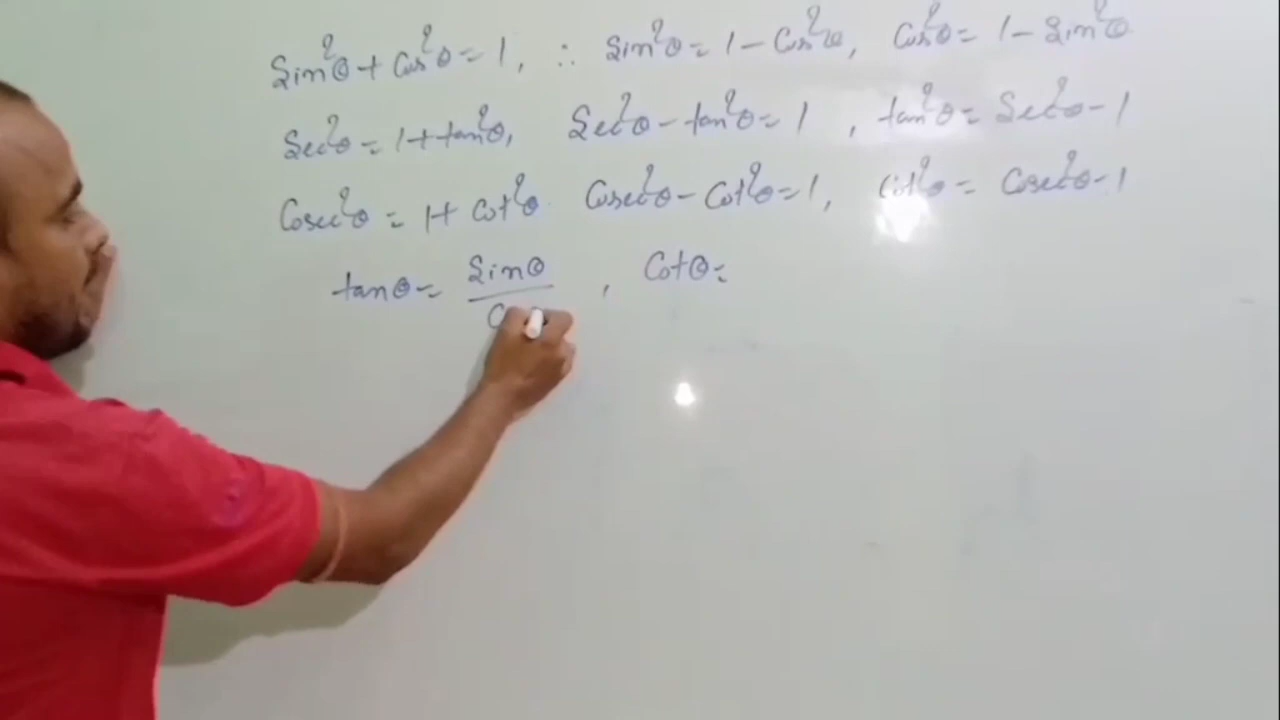 Sin²θ + Cos²θ = 1, ∴ Sin²θ = 1 - Cos²θ, Cos²θ = 1 - Sin²θ
Sec²θ = 1 + tan²θ, Sec²θ - tan²θ = 1, tan²θ = Sec²θ - 1
Cosec²θ = 1 + Cot²θ Cosec²θ - Cot²θ = 1, Cot²θ = Cosec²θ - 1
tanθ = Sinθ/ , Cotθ =